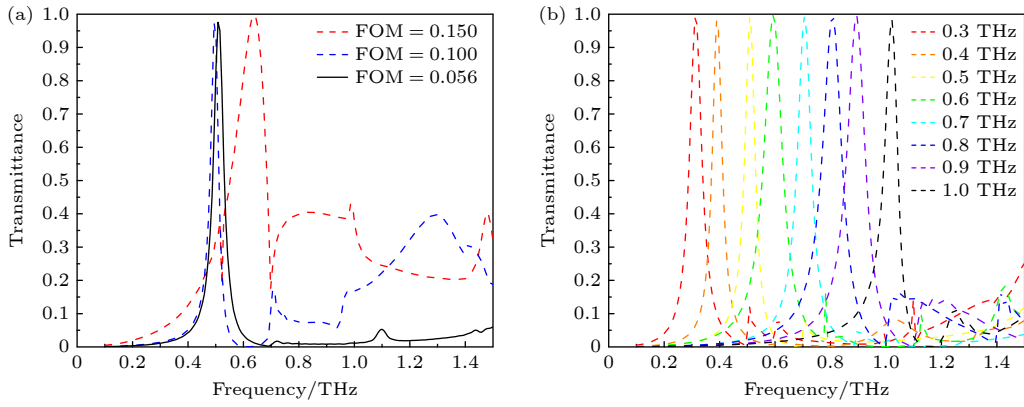 (a)
FOM = 0.150
FOM = 0.100
FOM = 0.056
Transmittance
1.0
0.9
0.8
0.7
0.6
0.5
0.4
0.3
0.2
0.1
0
0 0.2 0.4 0.6 0.8 1.0 1.2 1.4
Frequency/THz
(b)
0.3 THz
0.4 THz
0.5 THz
0.6 THz
0.7 THz
0.8 THz
0.9 THz
1.0 THz
Transmittance
1.0
0.9
0.8
0.7
0.6
0.5
0.4
0.3
0.2
0.1
0
0 0.2 0.4 0.6 0.8 1.0 1.2 1.4
Frequency/THz